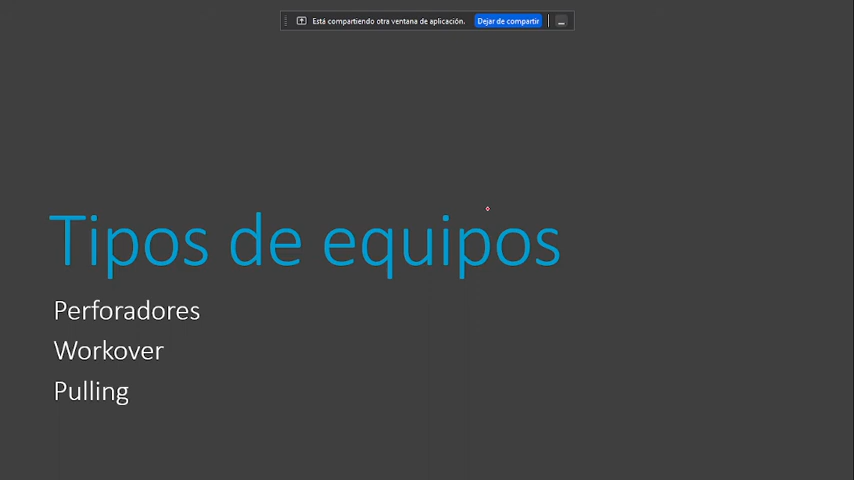 Está compartiendo otra ventana de aplicación. Dejar de compartir
Tipos de equipos
Perforadores
Workover
Pulling